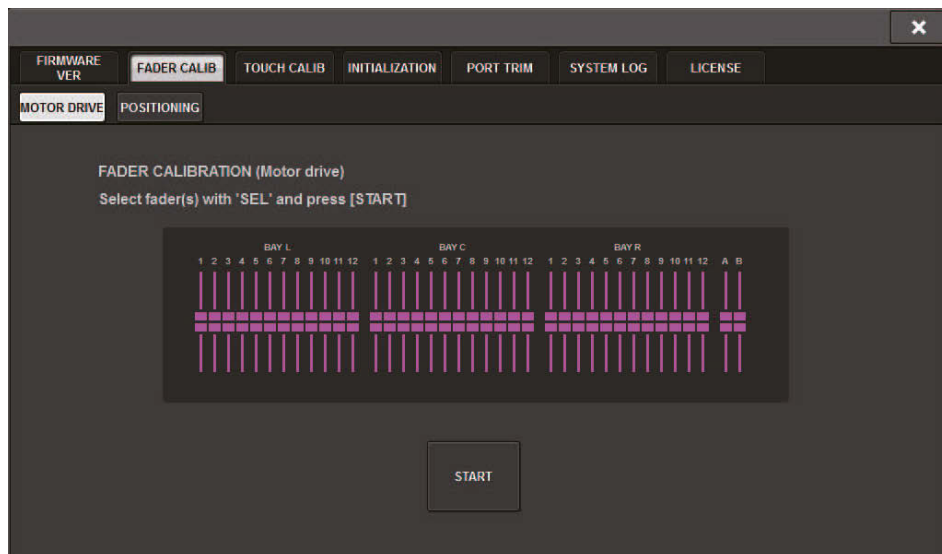 FIRMWARE VER
FADER CALIB
TOUCH CALIB
INITIALIZATION
PORT TRIM
SYSTEM LOG
LICENSE
MOTOR DRIVE
POSITIONING
FADER CALIBRATION (Motor drive)
Select fader(s) with 'SEL' and press [START]
BAY L
BAY C
BAY R
1 2 3 4 5 6 7 8 9 10 11 12 1 2 3 4 5 6 7 8 9 10 11 12 1 2 3 4 5 6 7 8 9 10 11 12 A B
START